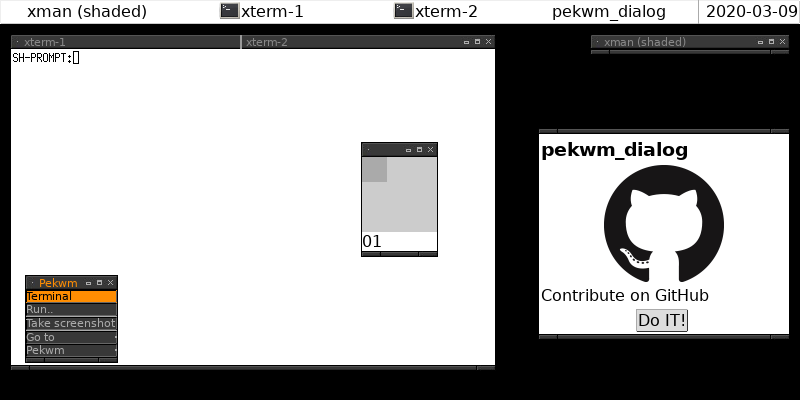 xman (shaded) xterm-1 xterm-2 pekwm_dialog 2020-03-09
xterm-1 xterm-2
xman (shaded)
SH-PROMPT:
pekwm_dialog
01
Contribute on GitHub
Do IT!
Pekwm
Terminal
Run..
Take screenshot
Go to
Pekwm